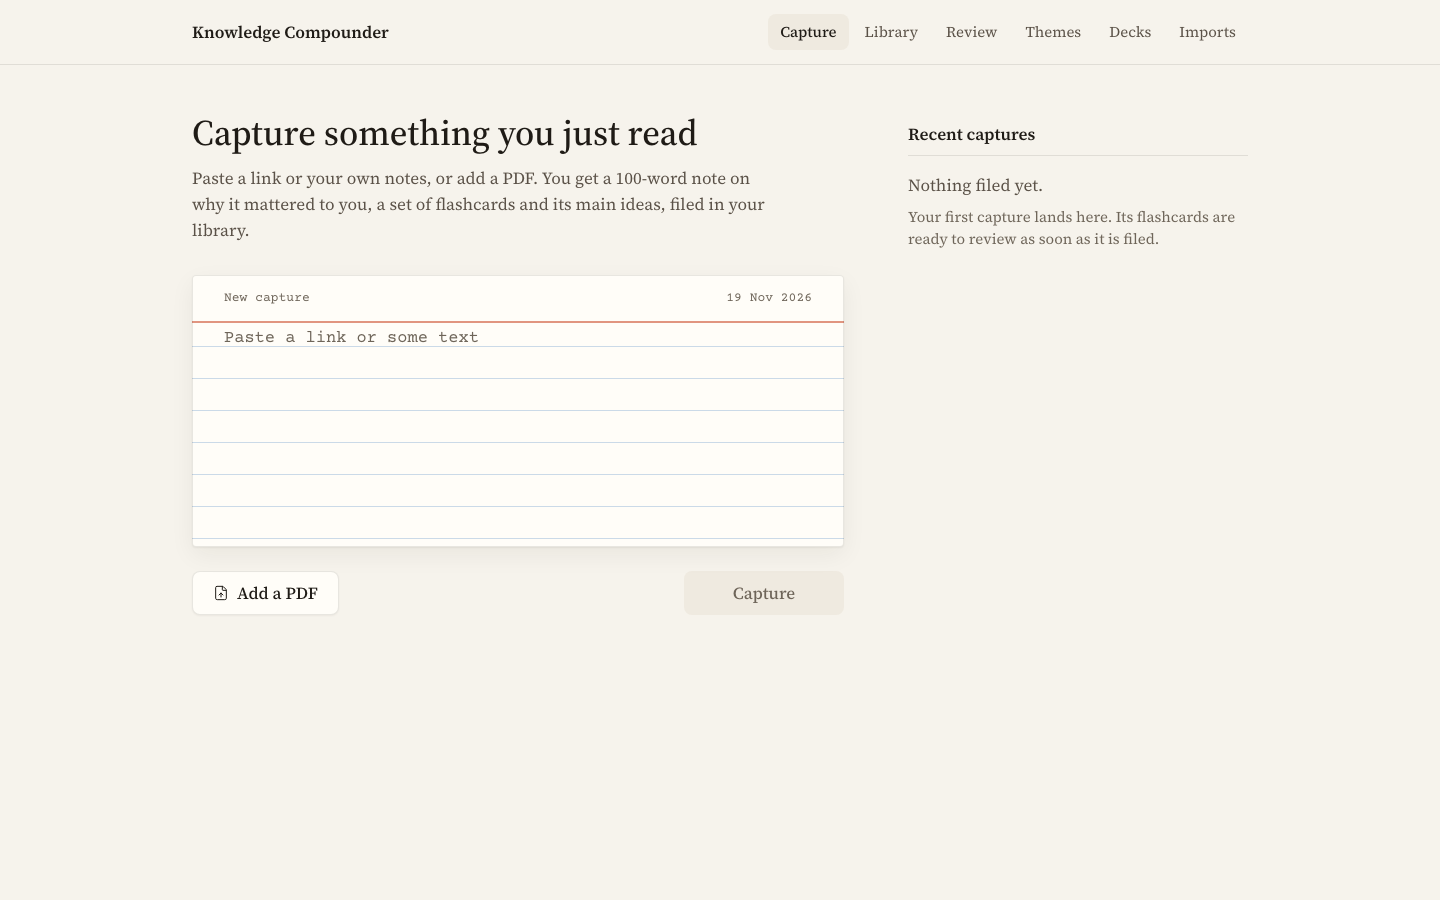 Knowledge Compounder
Capture
Library
Review
Themes
Decks
Imports
Capture something you just read
Paste a link or your own notes, or add a PDF. You get a 100-word note on
why it mattered to you, a set of flashcards and its main ideas, filed in your
library.
New capture
19 Nov 2026
Paste a link or some text
Add a PDF
Capture
Recent captures
Nothing filed yet.
Your first capture lands here. Its flashcards are
ready to review as soon as it is filed.